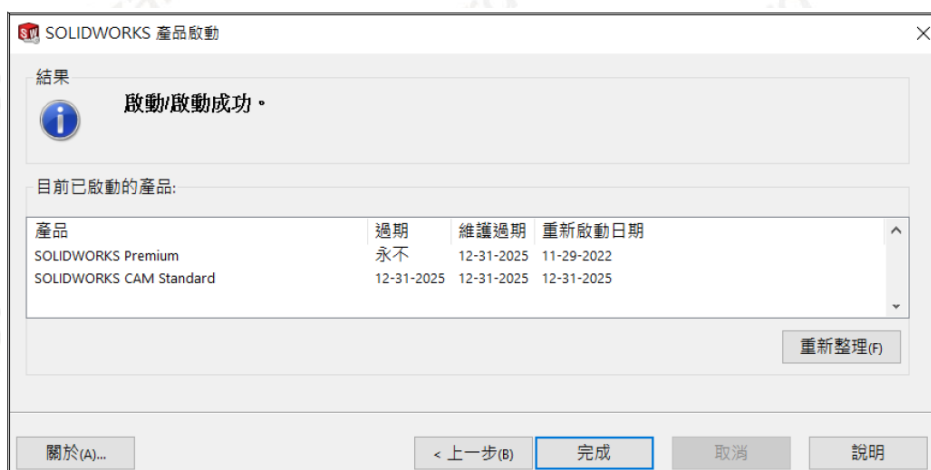 SOLIDWORKS 產品啟動
結果
啟動/啟動成功。
目前已啟動的產品:
產品 過期 維護過期 重新啟動日期
SOLIDWORKS Premium 永不 12-31-2025 11-29-2022
SOLIDWORKS CAM Standard 12-31-2025 12-31-2025 12-31-2025
重新整理(F)
關於(A)... < 上一步(B) 完成 取消 說明